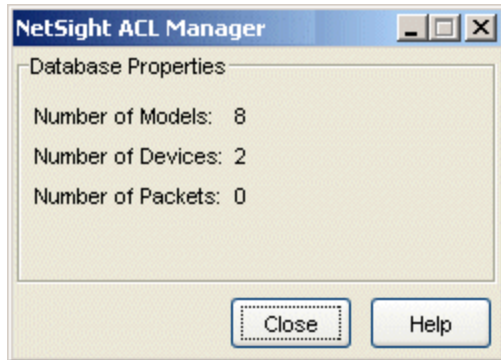 NetSight ACL Manager
Database Properties
Number of Models: 8
Number of Devices: 2
Number of Packets: 0
Close Help